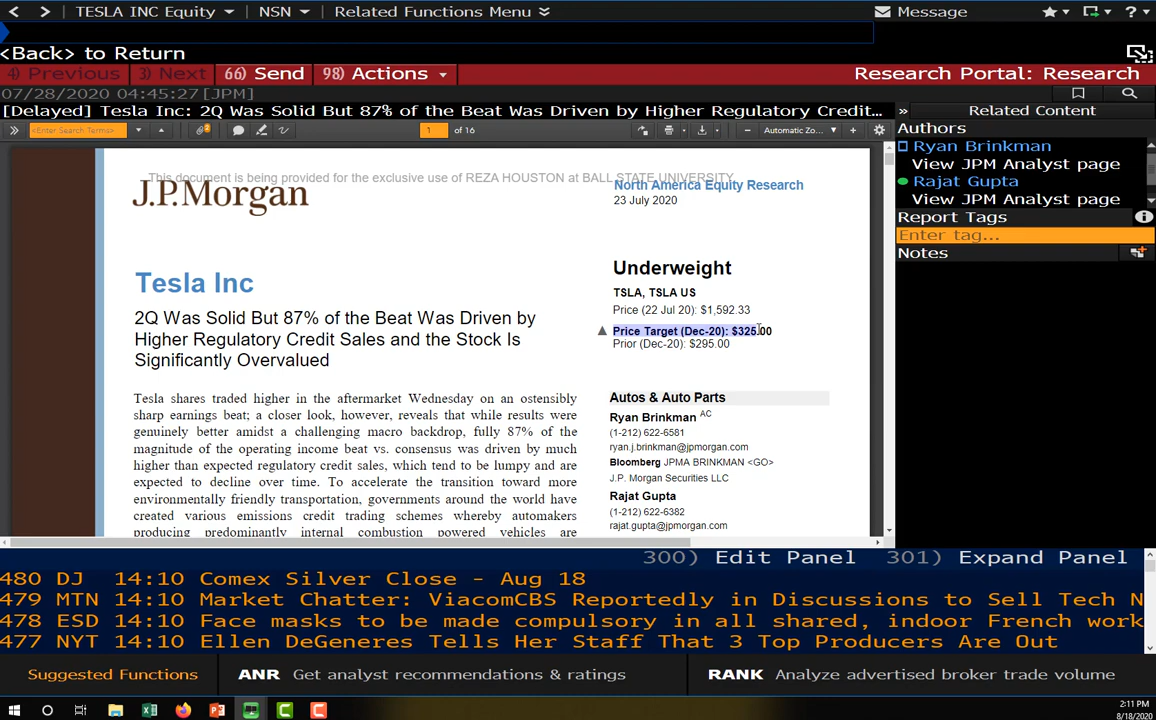 TESLA INC Equity NSN Related Functions Menu Message ?
<Back> to Return
4) Previous 3) Next 66) Send 98) Actions Research Portal: Research
07/28/2020 04:45:27 [JPM]
[Delayed] Tesla Inc: 2Q Was Solid But 87% of the Beat Was Driven by Higher Regulatory Credit... » Related Content
<Enter Search Terms> 1 of 16 Automatic Zo...
Authors
Ryan Brinkman
View JPM Analyst page
Rajat Gupta
View JPM Analyst page
Report Tags
Enter tag...
Notes
This document is being provided for the exclusive use of REZA HOUSTON at BALL STATE UNIVERSITY.
J.P.Morgan
North America Equity Research
23 July 2020
Tesla Inc
2Q Was Solid But 87% of the Beat Was Driven by
Higher Regulatory Credit Sales and the Stock Is
Significantly Overvalued
Tesla shares traded higher in the aftermarket Wednesday on an ostensibly
sharp earnings beat; a closer look, however, reveals that while results were
genuinely better amidst a challenging macro backdrop, fully 87% of the
magnitude of the operating income beat vs. consensus was driven by much
higher than expected regulatory credit sales, which tend to be lumpy and are
expected to decline over time. To accelerate the transition toward more
environmentally friendly transportation, governments around the world have
created various emissions credit trading schemes whereby automakers
producing predominantly internal combustion powered vehicles are
Underweight
TSLA, TSLA US
Price (22 Jul 20): $1,592.33
▲ Price Target (Dec-20): $325.00
Prior (Dec-20): $295.00
Autos & Auto Parts
Ryan Brinkman AC
(1-212) 622-6581
ryan.j.brinkman@jpmorgan.com
Bloomberg JPMA BRINKMAN <GO>
J.P. Morgan Securities LLC
Rajat Gupta
(1-212) 622-6382
rajat.gupta@jpmorgan.com
300) Edit Panel 301) Expand Panel
480 DJ 14:10 Comex Silver Close - Aug 18
479 MTN 14:10 Market Chatter: ViacomCBS Reportedly in Discussions to Sell Tech N
478 ESD 14:10 Face masks to be made compulsory in all shared, indoor French work
477 NYT 14:10 Ellen DeGeneres Tells Her Staff That 3 Top Producers Are Out
Suggested Functions ANR Get analyst recommendations & ratings RANK Analyze advertised broker trade volume
2:11 PM
8/18/2020